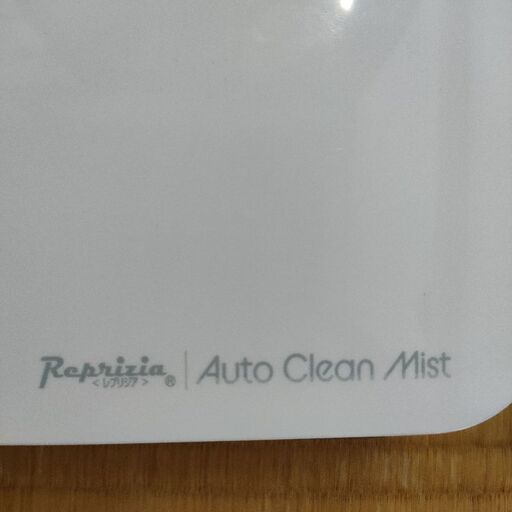 Reprizia® | Auto Clean Mist
<レプリジア>